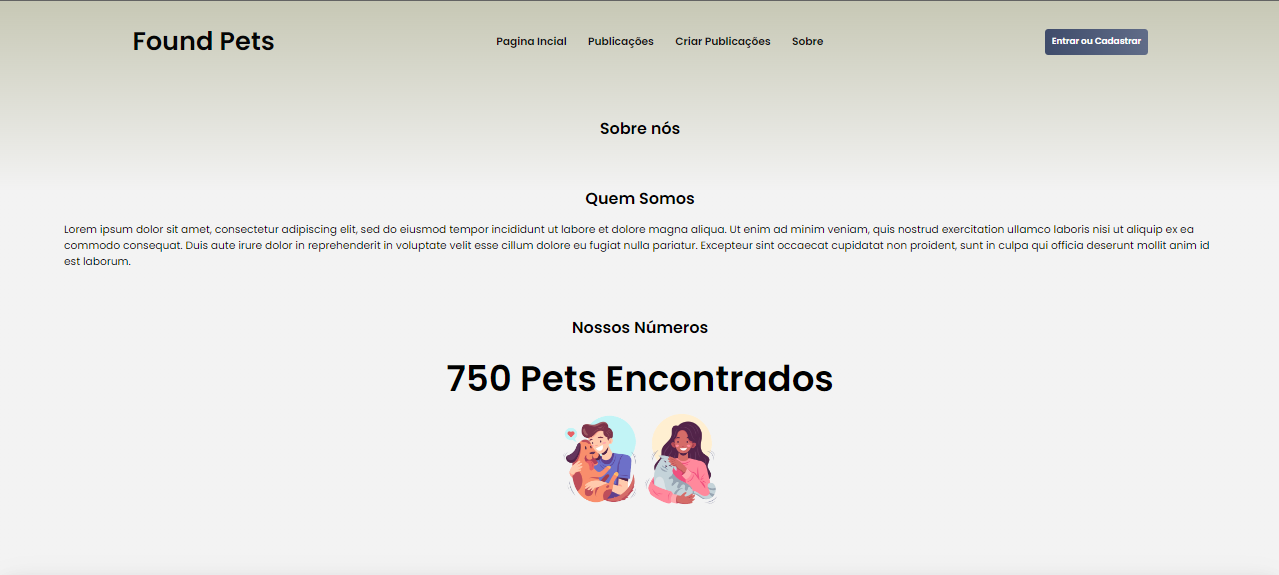 Found Pets
Pagina Incial
Publicações
Criar Publicações
Sobre
Entrar ou Cadastrar
Sobre nós
Quem Somos
Lorem ipsum dolor sit amet, consectetur adipiscing elit, sed do eiusmod tempor incididunt ut labore et dolore magna aliqua. Ut enim ad minim veniam, quis nostrud exercitation ullamco laboris nisi ut aliquip ex ea
commodo consequat. Duis aute irure dolor in reprehenderit in voluptate velit esse cillum dolore eu fugiat nulla pariatur. Excepteur sint occaecat cupidatat non proident, sunt in culpa qui officia deserunt mollit anim id
est laborum.
Nossos Números
750 Pets Encontrados